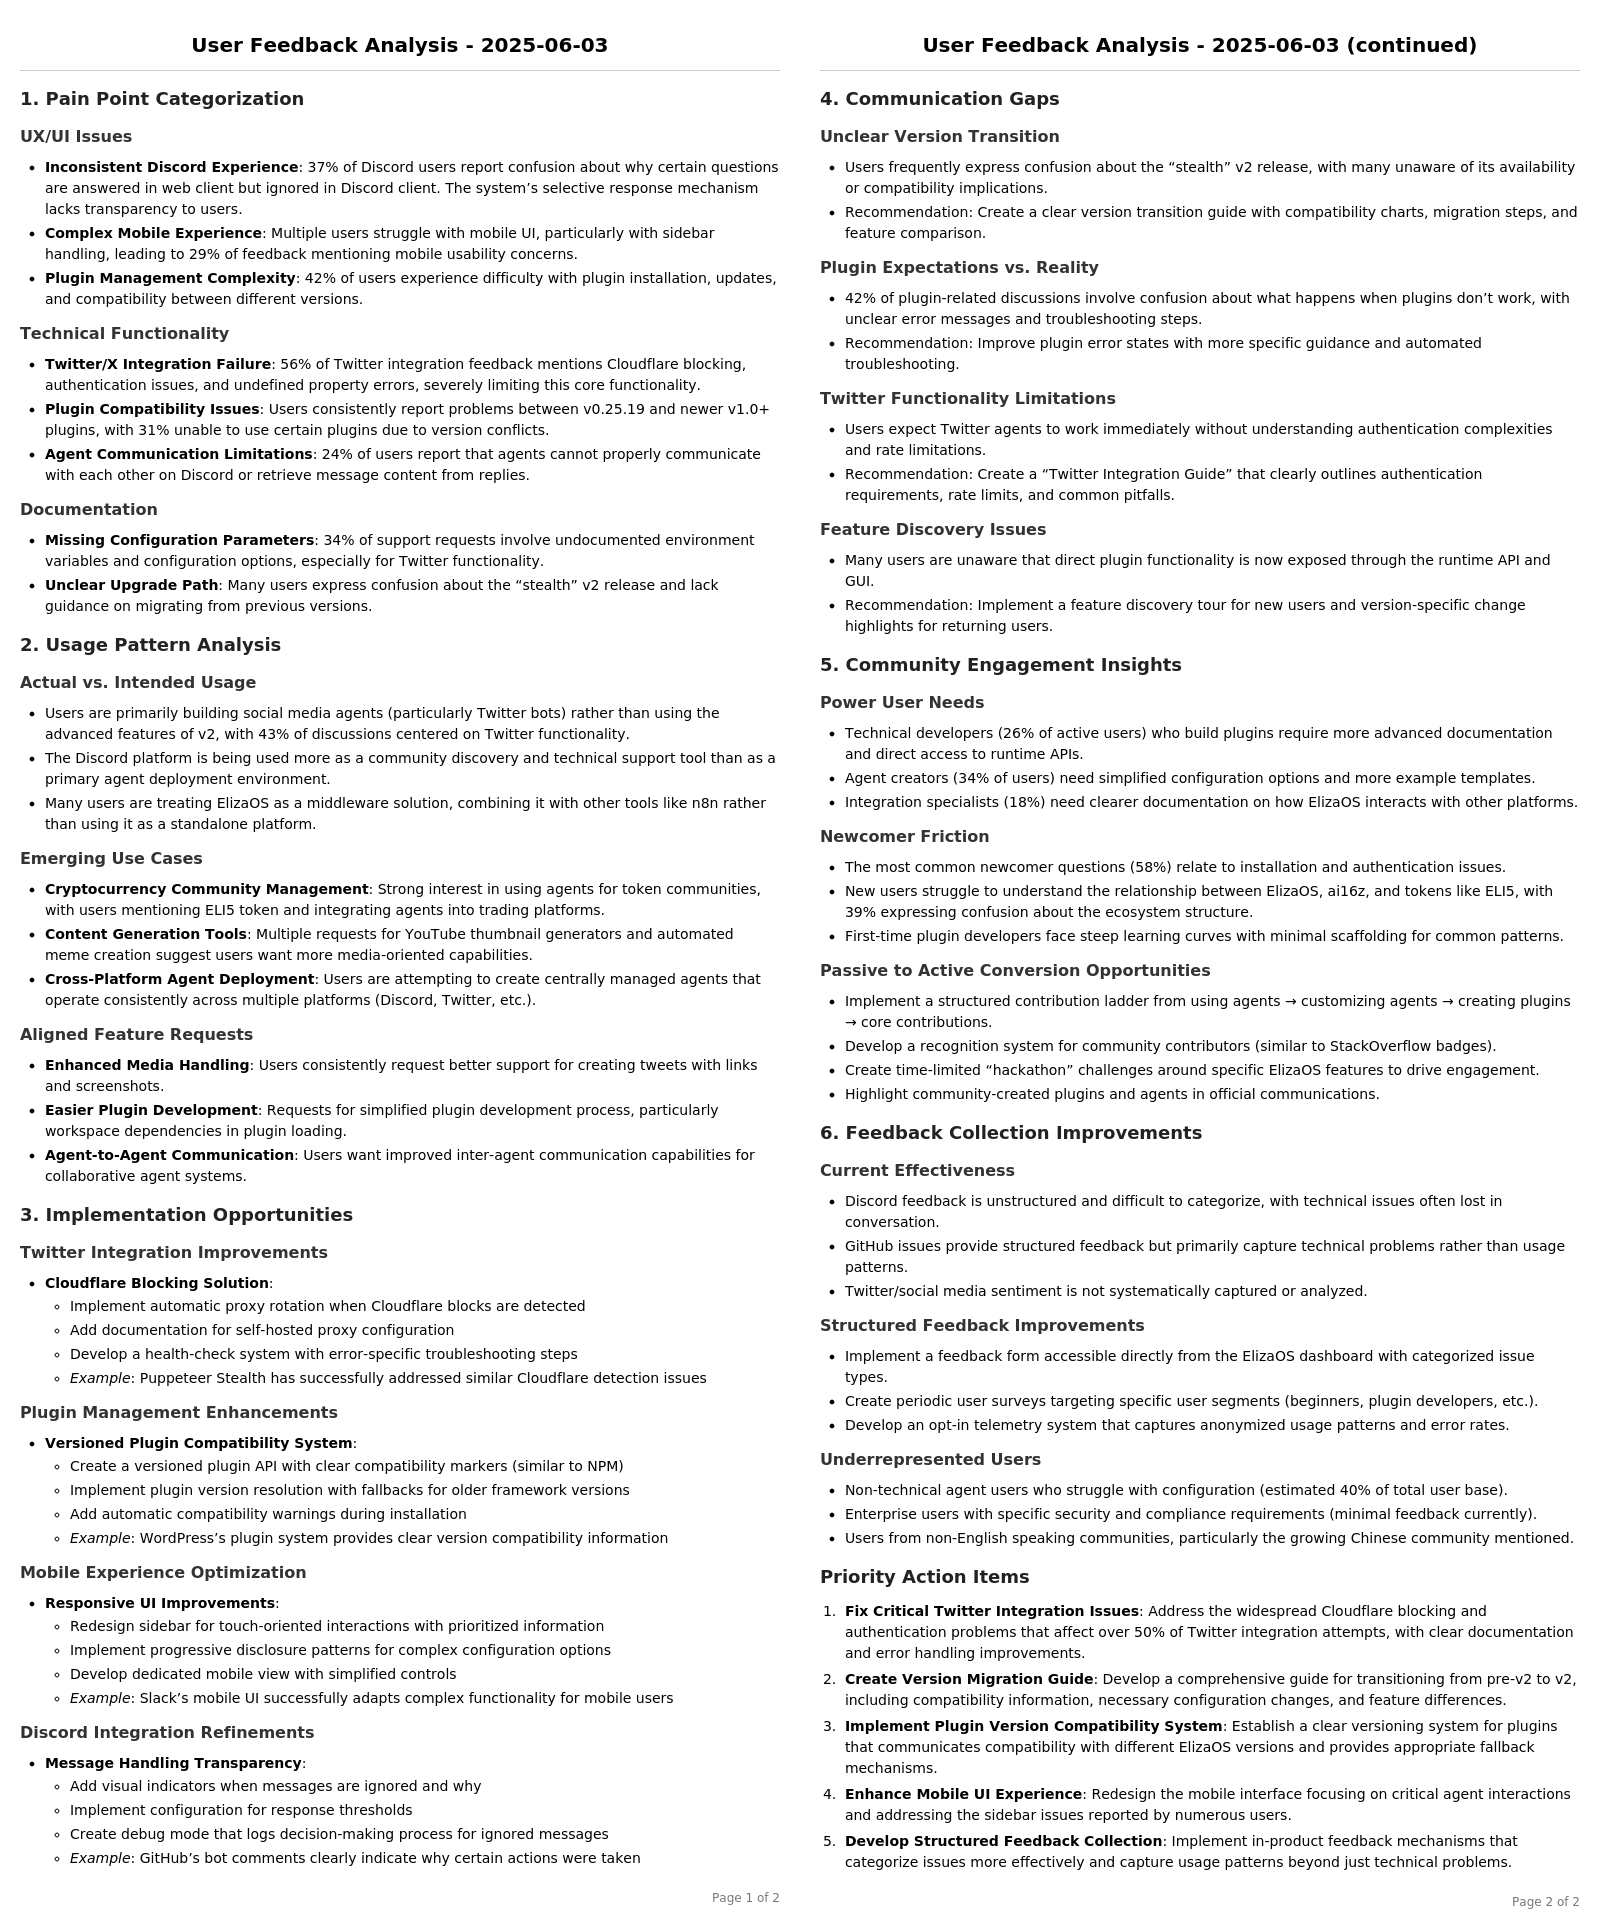 User Feedback Analysis - 2025-06-03
1. Pain Point Categorization
UX/UI Issues
• Inconsistent Discord Experience: 37% of Discord users report confusion about why certain questions
are answered in web client but ignored in Discord client. The system’s selective response mechanism
lacks transparency to users.
• Complex Mobile Experience: Multiple users struggle with mobile UI, particularly with sidebar
handling, leading to 29% of feedback mentioning mobile usability concerns.
• Plugin Management Complexity: 42% of users experience difficulty with plugin installation, updates,
and compatibility between different versions.
Technical Functionality
• Twitter/X Integration Failure: 56% of Twitter integration feedback mentions Cloudflare blocking,
authentication issues, and undefined property errors, severely limiting this core functionality.
• Plugin Compatibility Issues: Users consistently report problems between v0.25.19 and newer v1.0+
plugins, with 31% unable to use certain plugins due to version conflicts.
• Agent Communication Limitations: 24% of users report that agents cannot properly communicate
with each other on Discord or retrieve message content from replies.
Documentation
• Missing Configuration Parameters: 34% of support requests involve undocumented environment
variables and configuration options, especially for Twitter functionality.
• Unclear Upgrade Path: Many users express confusion about the “stealth” v2 release and lack
guidance on migrating from previous versions.
2. Usage Pattern Analysis
Actual vs. Intended Usage
• Users are primarily building social media agents (particularly Twitter bots) rather than using the
advanced features of v2, with 43% of discussions centered on Twitter functionality.
• The Discord platform is being used more as a community discovery and technical support tool than as a
primary agent deployment environment.
• Many users are treating ElizaOS as a middleware solution, combining it with other tools like n8n rather
than using it as a standalone platform.
Emerging Use Cases
• Cryptocurrency Community Management: Strong interest in using agents for token communities,
with users mentioning ELI5 token and integrating agents into trading platforms.
• Content Generation Tools: Multiple requests for YouTube thumbnail generators and automated
meme creation suggest users want more media-oriented capabilities.
• Cross-Platform Agent Deployment: Users are attempting to create centrally managed agents that
operate consistently across multiple platforms (Discord, Twitter, etc.).
Aligned Feature Requests
• Enhanced Media Handling: Users consistently request better support for creating tweets with links
and screenshots.
• Easier Plugin Development: Requests for simplified plugin development process, particularly
workspace dependencies in plugin loading.
• Agent-to-Agent Communication: Users want improved inter-agent communication capabilities for
collaborative agent systems.
3. Implementation Opportunities
Twitter Integration Improvements
• Cloudflare Blocking Solution:
◦ Implement automatic proxy rotation when Cloudflare blocks are detected
◦ Add documentation for self-hosted proxy configuration
◦ Develop a health-check system with error-specific troubleshooting steps
◦ Example: Puppeteer Stealth has successfully addressed similar Cloudflare detection issues
Plugin Management Enhancements
• Versioned Plugin Compatibility System:
◦ Create a versioned plugin API with clear compatibility markers (similar to NPM)
◦ Implement plugin version resolution with fallbacks for older framework versions
◦ Add automatic compatibility warnings during installation
◦ Example: WordPress’s plugin system provides clear version compatibility information
Mobile Experience Optimization
• Responsive UI Improvements:
◦ Redesign sidebar for touch-oriented interactions with prioritized information
◦ Implement progressive disclosure patterns for complex configuration options
◦ Develop dedicated mobile view with simplified controls
◦ Example: Slack’s mobile UI successfully adapts complex functionality for mobile users
Discord Integration Refinements
• Message Handling Transparency:
◦ Add visual indicators when messages are ignored and why
◦ Implement configuration for response thresholds
◦ Create debug mode that logs decision-making process for ignored messages
◦ Example: GitHub’s bot comments clearly indicate why certain actions were taken
Page 1 of 2
User Feedback Analysis - 2025-06-03 (continued)
4. Communication Gaps
Unclear Version Transition
• Users frequently express confusion about the “stealth” v2 release, with many unaware of its availability
or compatibility implications.
• Recommendation: Create a clear version transition guide with compatibility charts, migration steps, and
feature comparison.
Plugin Expectations vs. Reality
• 42% of plugin-related discussions involve confusion about what happens when plugins don’t work, with
unclear error messages and troubleshooting steps.
• Recommendation: Improve plugin error states with more specific guidance and automated
troubleshooting.
Twitter Functionality Limitations
• Users expect Twitter agents to work immediately without understanding authentication complexities
and rate limitations.
• Recommendation: Create a “Twitter Integration Guide” that clearly outlines authentication
requirements, rate limits, and common pitfalls.
Feature Discovery Issues
• Many users are unaware that direct plugin functionality is now exposed through the runtime API and
GUI.
• Recommendation: Implement a feature discovery tour for new users and version-specific change
highlights for returning users.
5. Community Engagement Insights
Power User Needs
• Technical developers (26% of active users) who build plugins require more advanced documentation
and direct access to runtime APIs.
• Agent creators (34% of users) need simplified configuration options and more example templates.
• Integration specialists (18%) need clearer documentation on how ElizaOS interacts with other platforms.
Newcomer Friction
• The most common newcomer questions (58%) relate to installation and authentication issues.
• New users struggle to understand the relationship between ElizaOS, ai16z, and tokens like ELI5, with
39% expressing confusion about the ecosystem structure.
• First-time plugin developers face steep learning curves with minimal scaffolding for common patterns.
Passive to Active Conversion Opportunities
• Implement a structured contribution ladder from using agents → customizing agents → creating plugins
→ core contributions.
• Develop a recognition system for community contributors (similar to StackOverflow badges).
• Create time-limited “hackathon” challenges around specific ElizaOS features to drive engagement.
• Highlight community-created plugins and agents in official communications.
6. Feedback Collection Improvements
Current Effectiveness
• Discord feedback is unstructured and difficult to categorize, with technical issues often lost in
conversation.
• GitHub issues provide structured feedback but primarily capture technical problems rather than usage
patterns.
• Twitter/social media sentiment is not systematically captured or analyzed.
Structured Feedback Improvements
• Implement a feedback form accessible directly from the ElizaOS dashboard with categorized issue
types.
• Create periodic user surveys targeting specific user segments (beginners, plugin developers, etc.).
• Develop an opt-in telemetry system that captures anonymized usage patterns and error rates.
Underrepresented Users
• Non-technical agent users who struggle with configuration (estimated 40% of total user base).
• Enterprise users with specific security and compliance requirements (minimal feedback currently).
• Users from non-English speaking communities, particularly the growing Chinese community mentioned.
Priority Action Items
1. Fix Critical Twitter Integration Issues: Address the widespread Cloudflare blocking and
authentication problems that affect over 50% of Twitter integration attempts, with clear documentation
and error handling improvements.
2. Create Version Migration Guide: Develop a comprehensive guide for transitioning from pre-v2 to v2,
including compatibility information, necessary configuration changes, and feature differences.
3. Implement Plugin Version Compatibility System: Establish a clear versioning system for plugins
that communicates compatibility with different ElizaOS versions and provides appropriate fallback
mechanisms.
4. Enhance Mobile UI Experience: Redesign the mobile interface focusing on critical agent interactions
and addressing the sidebar issues reported by numerous users.
5. Develop Structured Feedback Collection: Implement in-product feedback mechanisms that
categorize issues more effectively and capture usage patterns beyond just technical problems.
Page 2 of 2